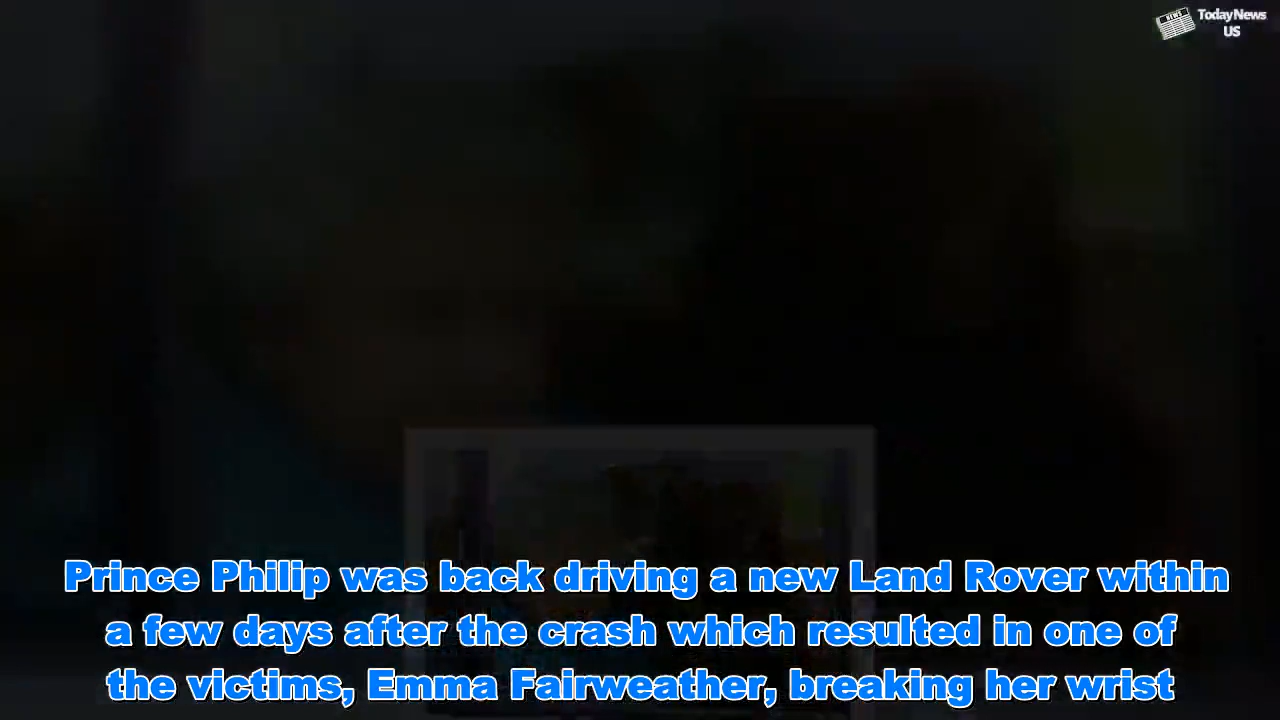 NEWS
TodayNews
US
Prince Philip was back driving a new Land Rover within
a few days after the crash which resulted in one of
the victims, Emma Fairweather, breaking her wrist